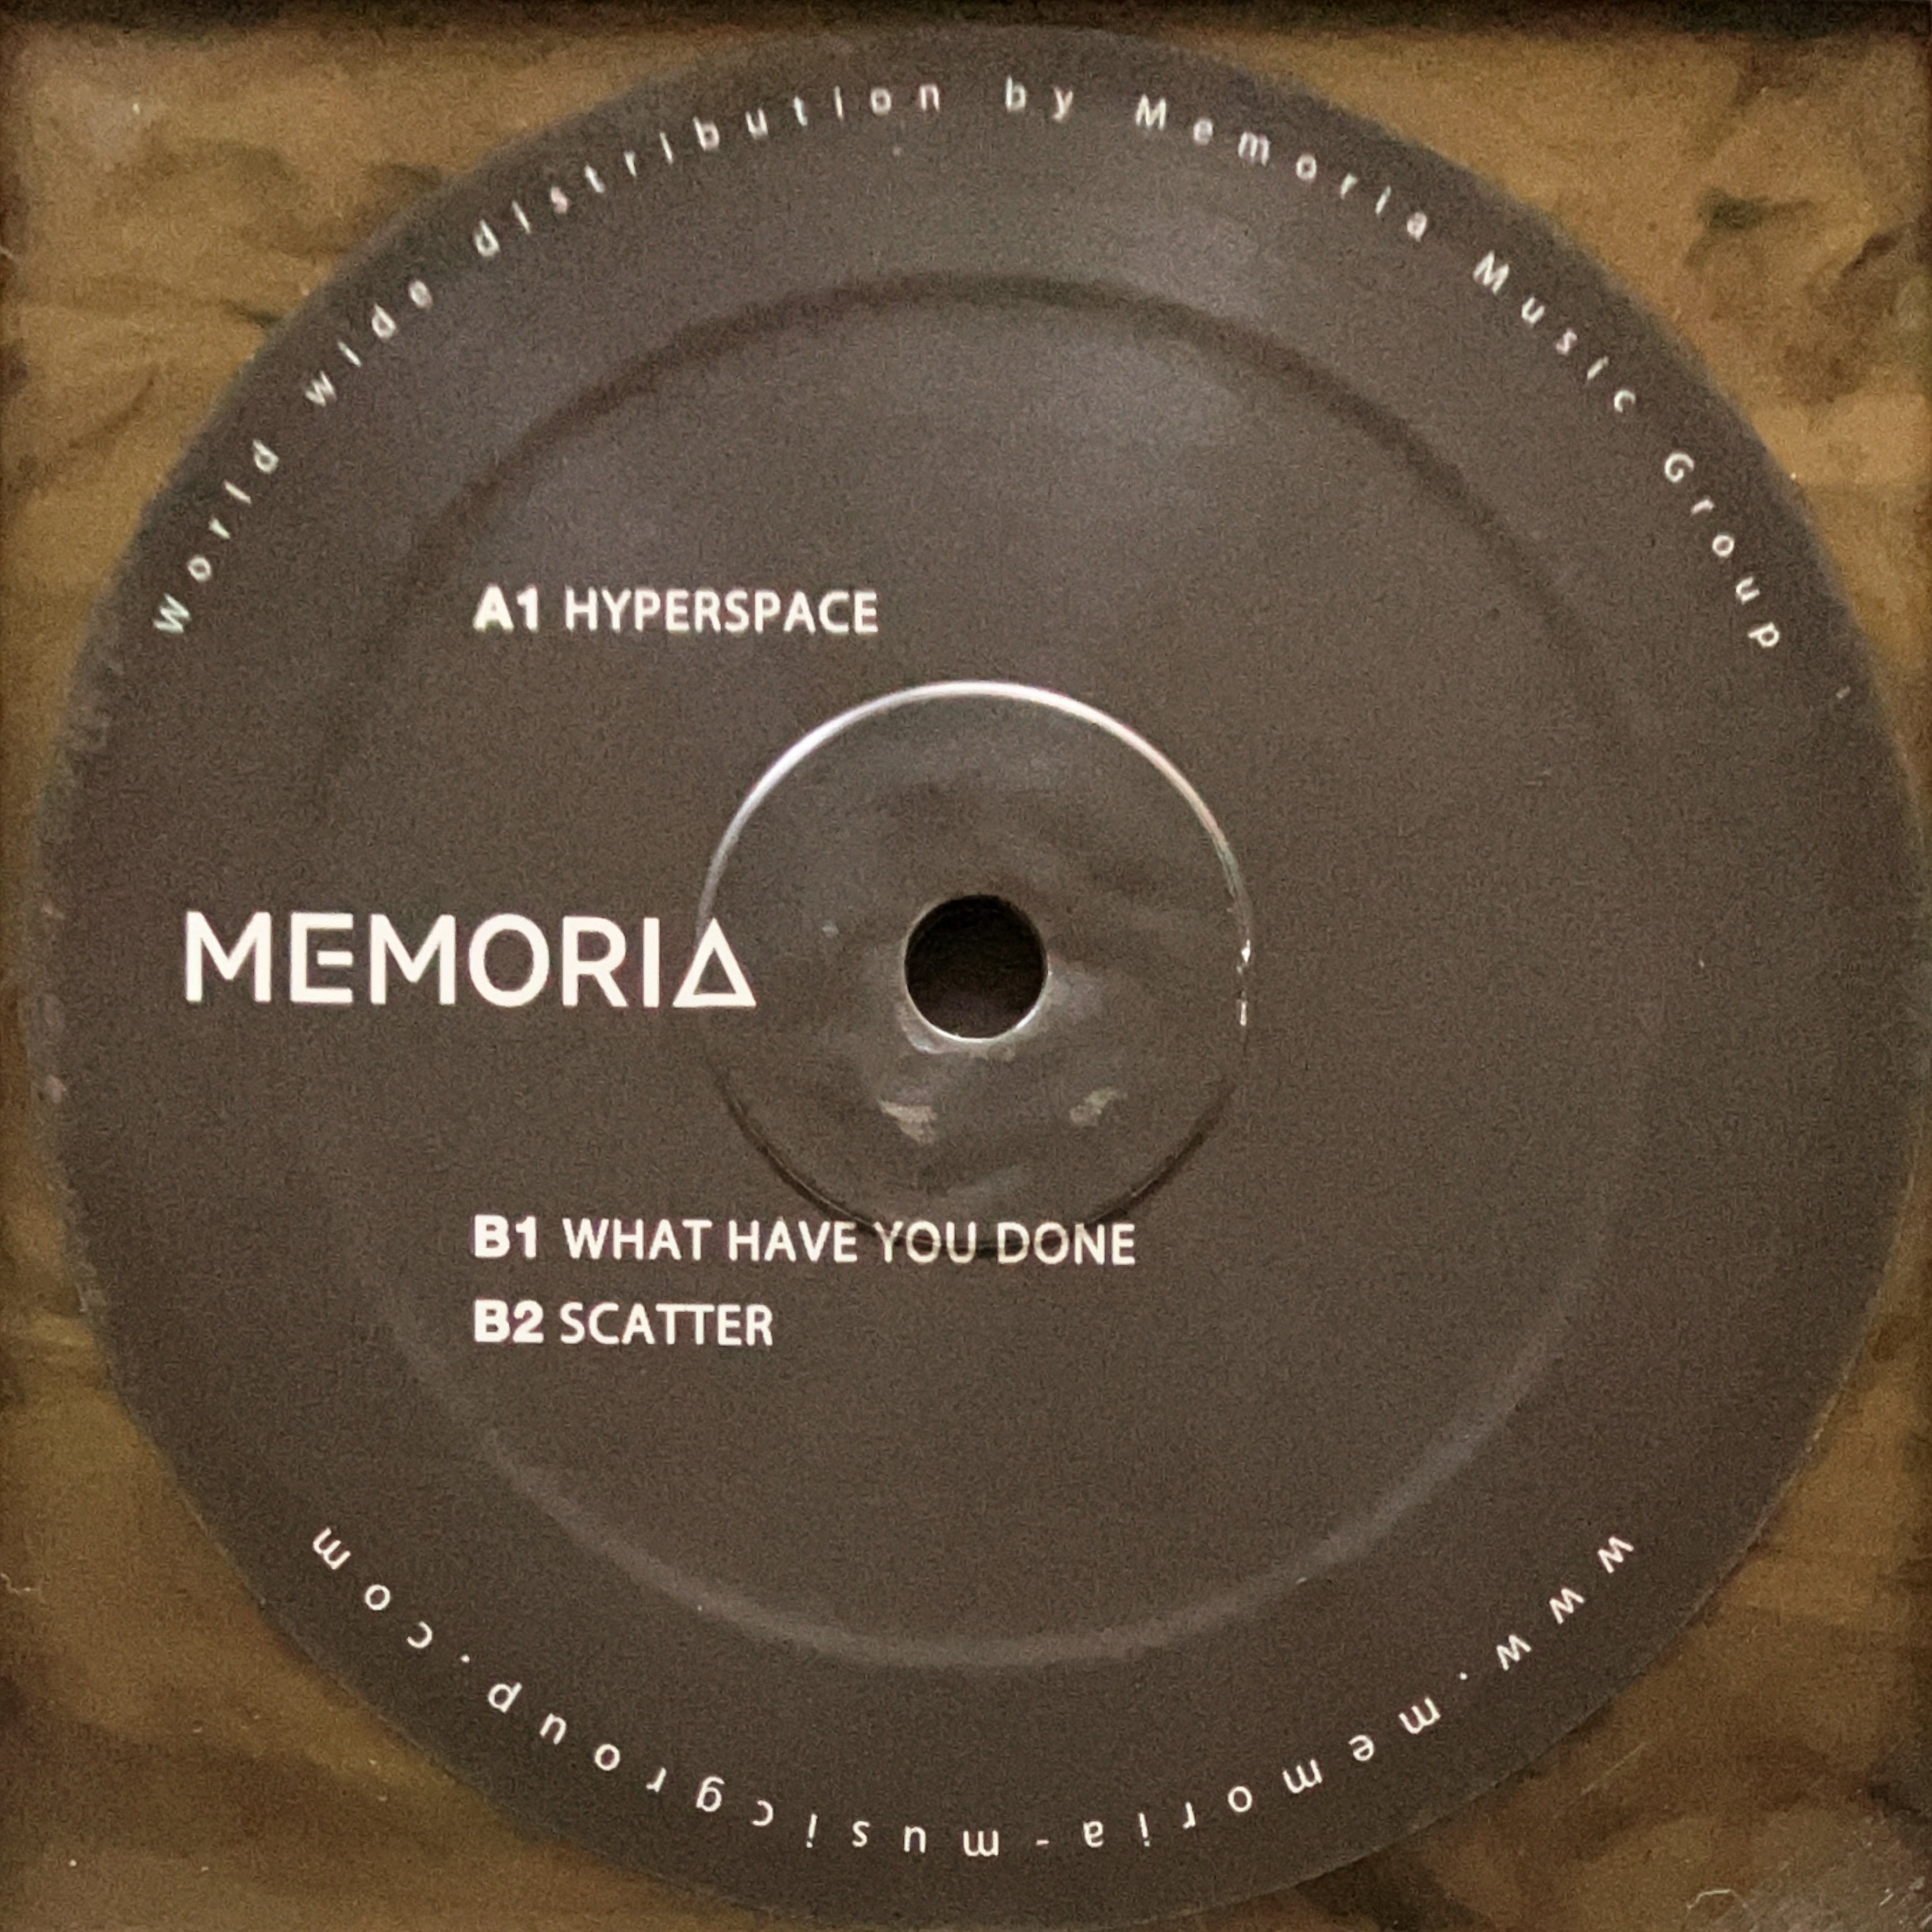 World wide distribution by Memoria Music Group
A1 HYPERSPACE
MEMORIA
B1 WHAT HAVE YOU DONE
B2 SCATTER
www.memoria-musicgroup.com